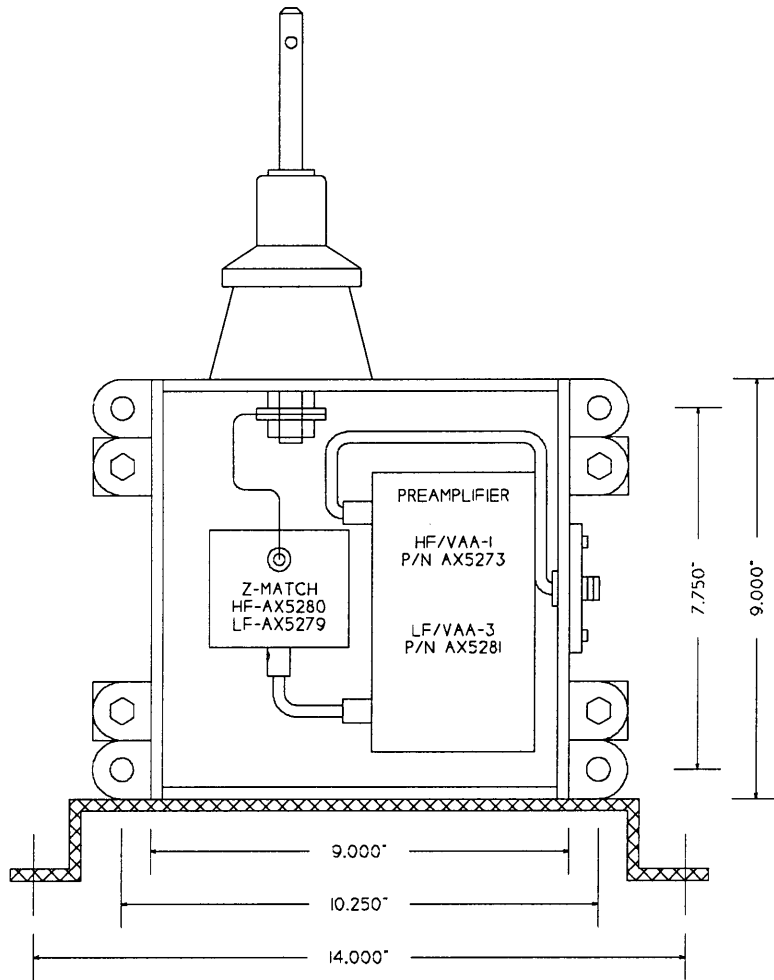 PREAMPLIFIER
HF/VAA-1
P/N AX5273
Z-MATCH
HF-AX5280
LF-AX5279
LF/VAA-3
P/N AX5281
7.750"
9.000"
9.000"
10.250"
14.000"